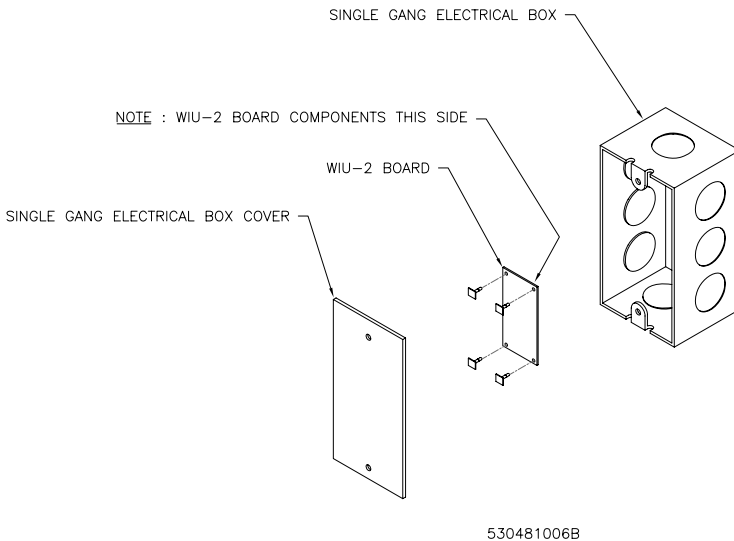 SINGLE GANG ELECTRICAL BOX
NOTE : WIU-2 BOARD COMPONENTS THIS SIDE
WIU-2 BOARD
SINGLE GANG ELECTRICAL BOX COVER
530481006B